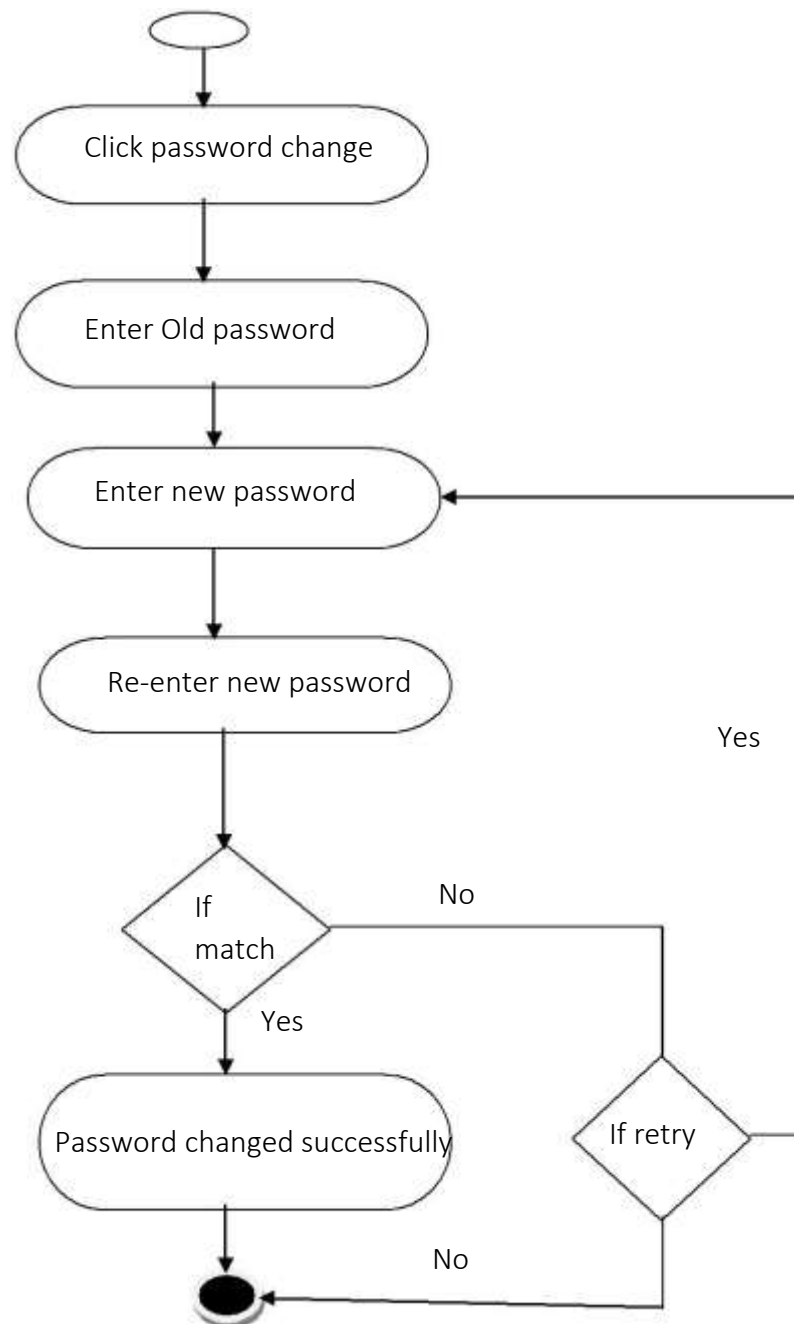 Click password change
Enter Old password
Enter new password
Re-enter new password
Yes
No
If
match
Yes
If retry
Password changed successfully
No